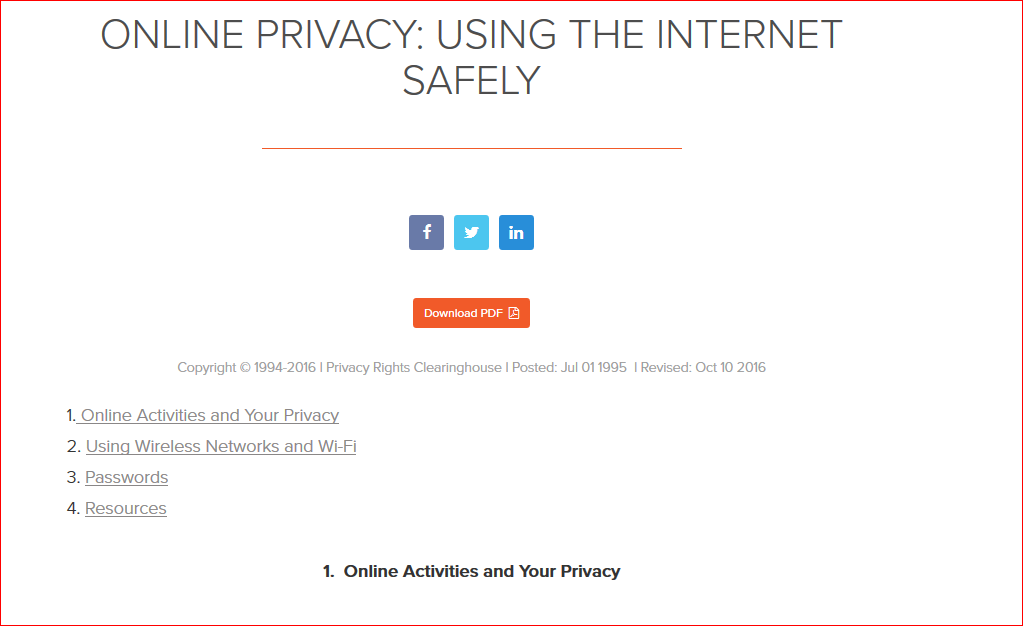 ONLINE PRIVACY: USING THE INTERNET
SAFELY
f
in
Download PDF
Copyright © 1994-2016 | Privacy Rights Clearinghouse | Posted: Jul 01 1995 | Revised: Oct 10 2016
1. Online Activities and Your Privacy
2. Using Wireless Networks and Wi-Fi
3. Passwords
4. Resources
1. Online Activities and Your Privacy